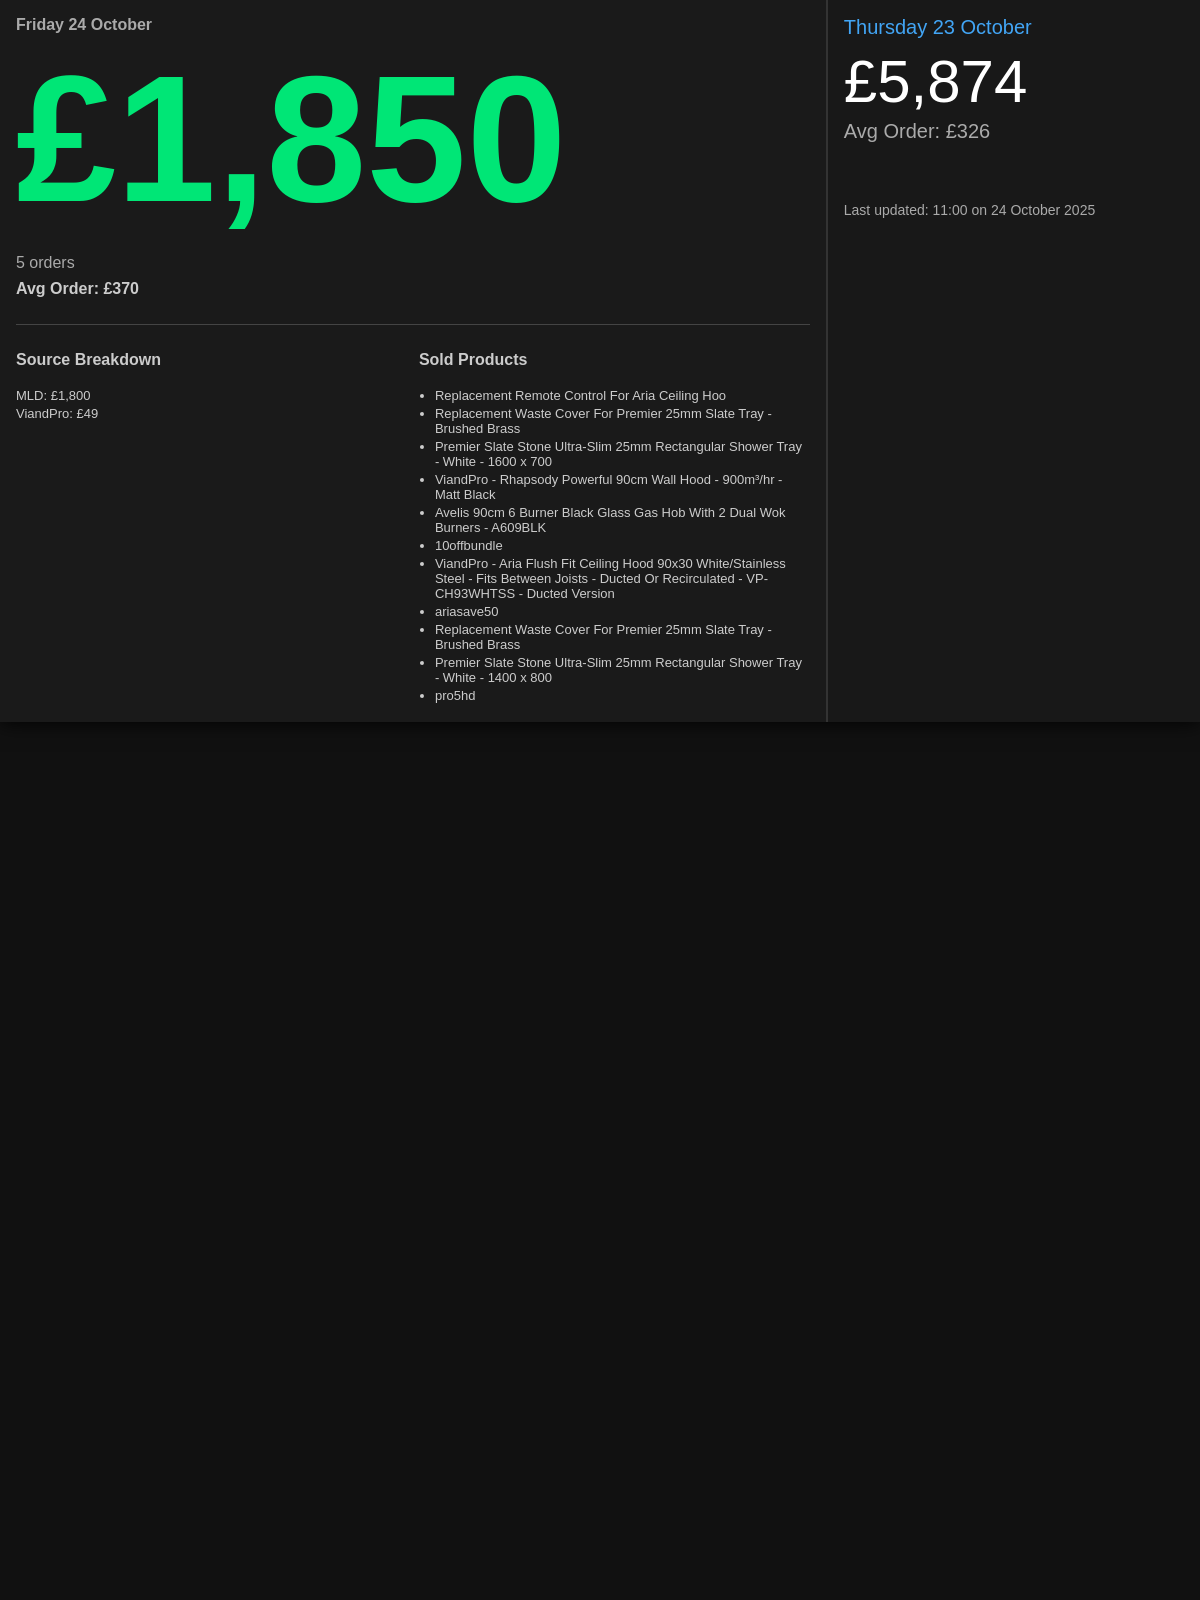 Friday 24 October
£1,850
5 orders
Avg Order: £370
Source Breakdown
MLD: £1,800
ViandPro: £49
Sold Products
Replacement Remote Control For Aria Ceiling Hoo
Replacement Waste Cover For Premier 25mm Slate Tray -
Brushed Brass
Premier Slate Stone Ultra-Slim 25mm Rectangular Shower Tray
- White - 1600 x 700
ViandPro - Rhapsody Powerful 90cm Wall Hood - 900m³/hr -
Matt Black
Avelis 90cm 6 Burner Black Glass Gas Hob With 2 Dual Wok
Burners - A609BLK
10offbundle
ViandPro - Aria Flush Fit Ceiling Hood 90x30 White/Stainless
Steel - Fits Between Joists - Ducted Or Recirculated - VP-
CH93WHTSS - Ducted Version
ariasave50
Replacement Waste Cover For Premier 25mm Slate Tray -
Brushed Brass
Premier Slate Stone Ultra-Slim 25mm Rectangular Shower Tray
- White - 1400 x 800
pro5hd
Thursday 23 October
£5,874
Avg Order: £326
Last updated: 11:00 on 24 October 2025